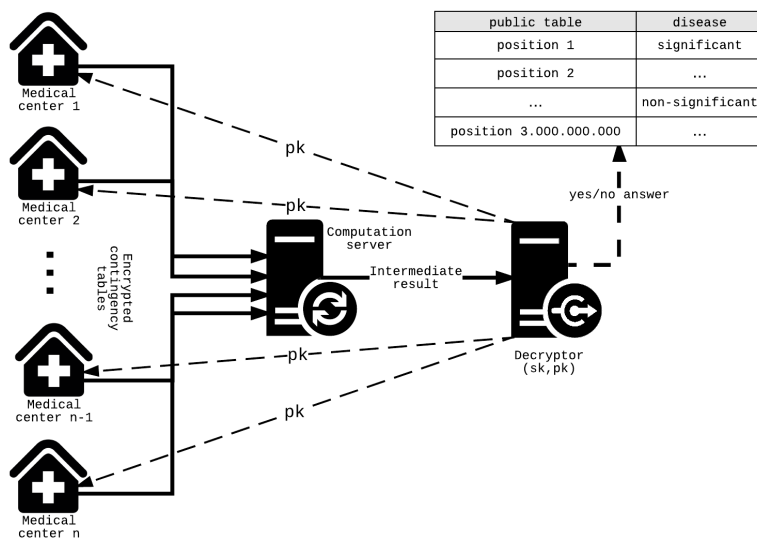 public table disease
position 1 significant
position 2 ...
... non-significant
position 3.000.000.000 ...
Medical
center 1
pk
Medical
center 2
pk
yes/no answer
Computation
server
Encrypted
contingency
tables
Intermediate
result
pk
Decryptor
(sk,pk)
Medical
center n-1
pk
Medical
center n